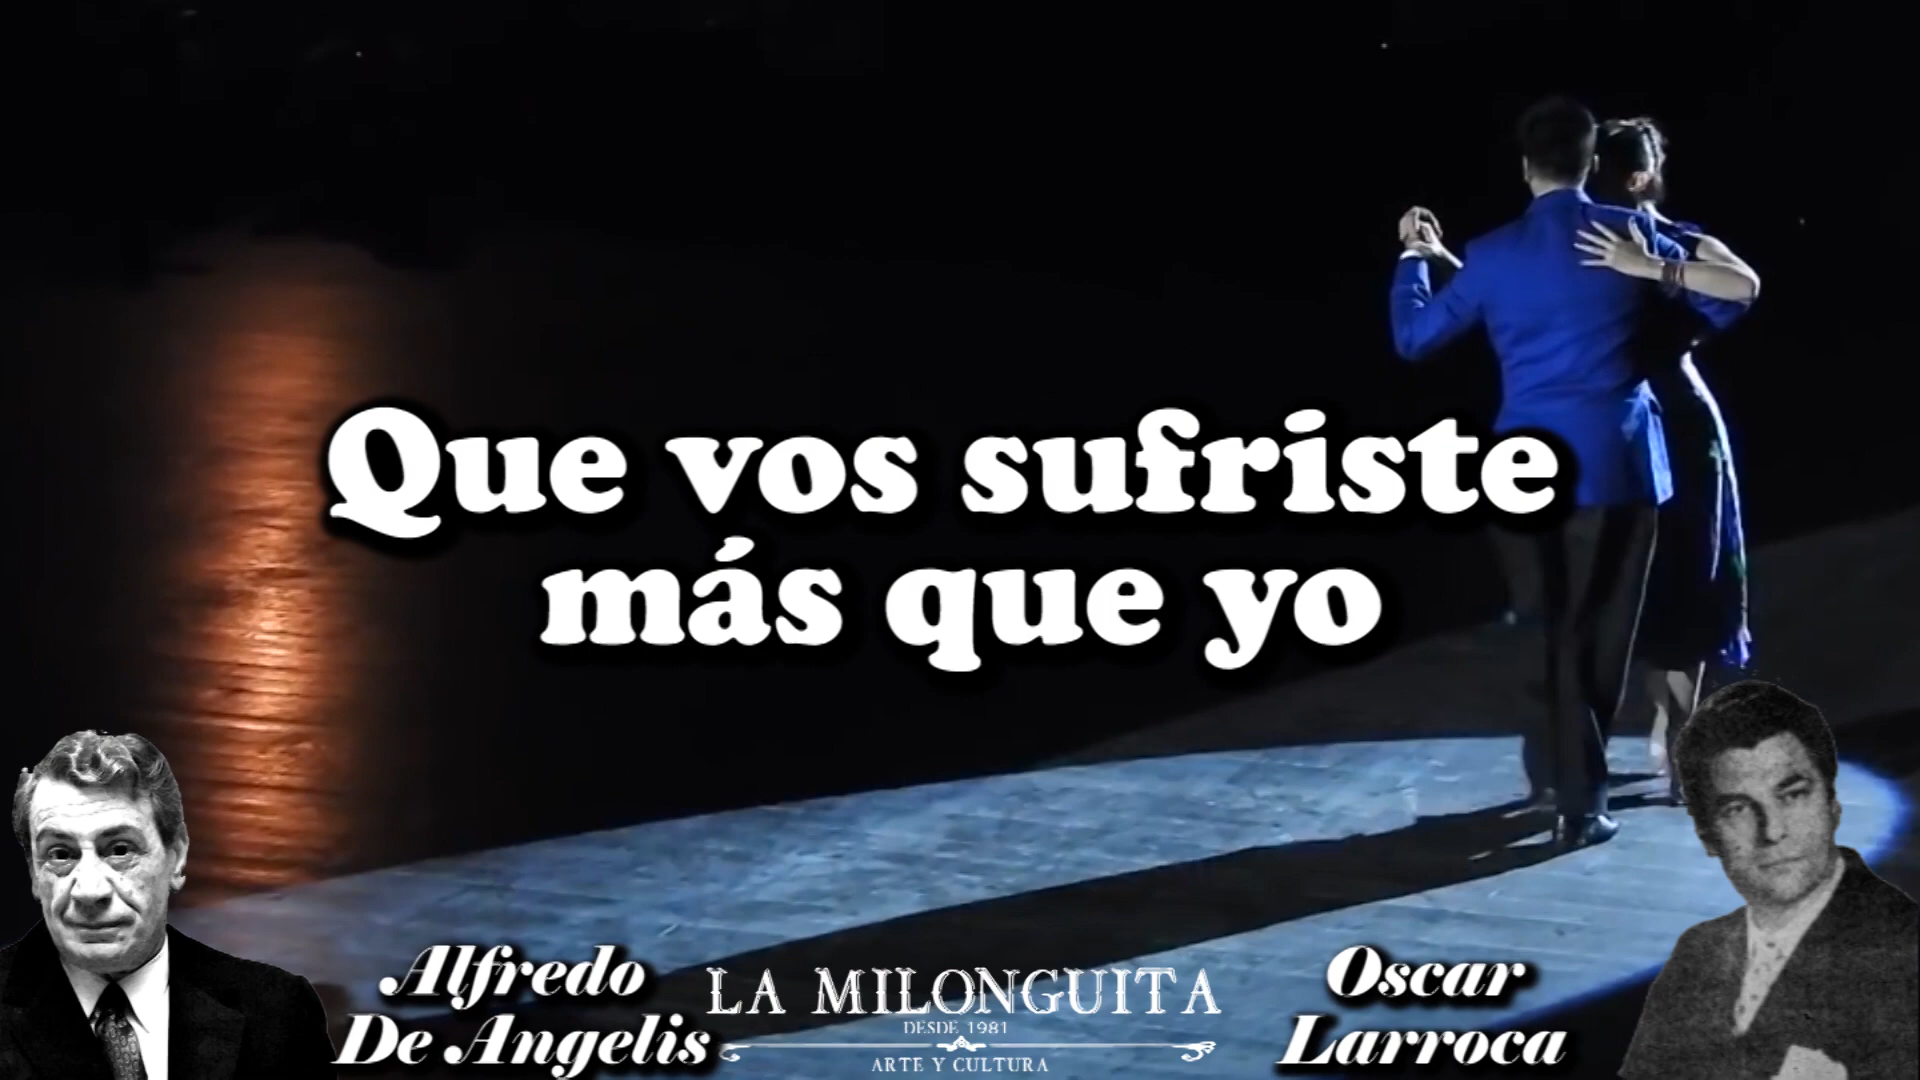 Que vos sufriste
más que yo
Alfredo
De Angelis
LA MILONGUITA
DESDE 1981
ARTE Y CULTURA
Oscar
Larroca